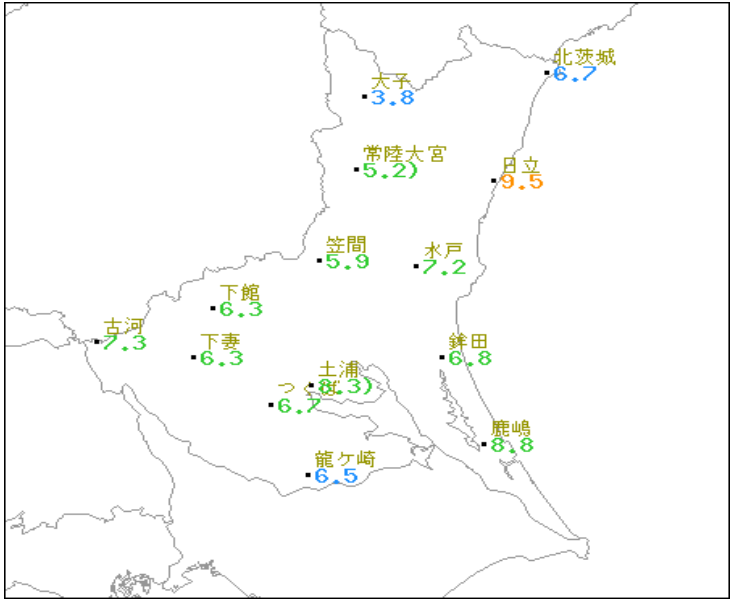 北茨城
6.7
大子
3.8
常陸大宮
5.2)
日立
9.5
笠間
5.9
水戸
7.2
下館
6.3
古河
7.3
下妻
6.3
鉾田
6.8
土浦
8.3)
つくば
6.7
鹿嶋
8.8
龍ケ崎
6.5